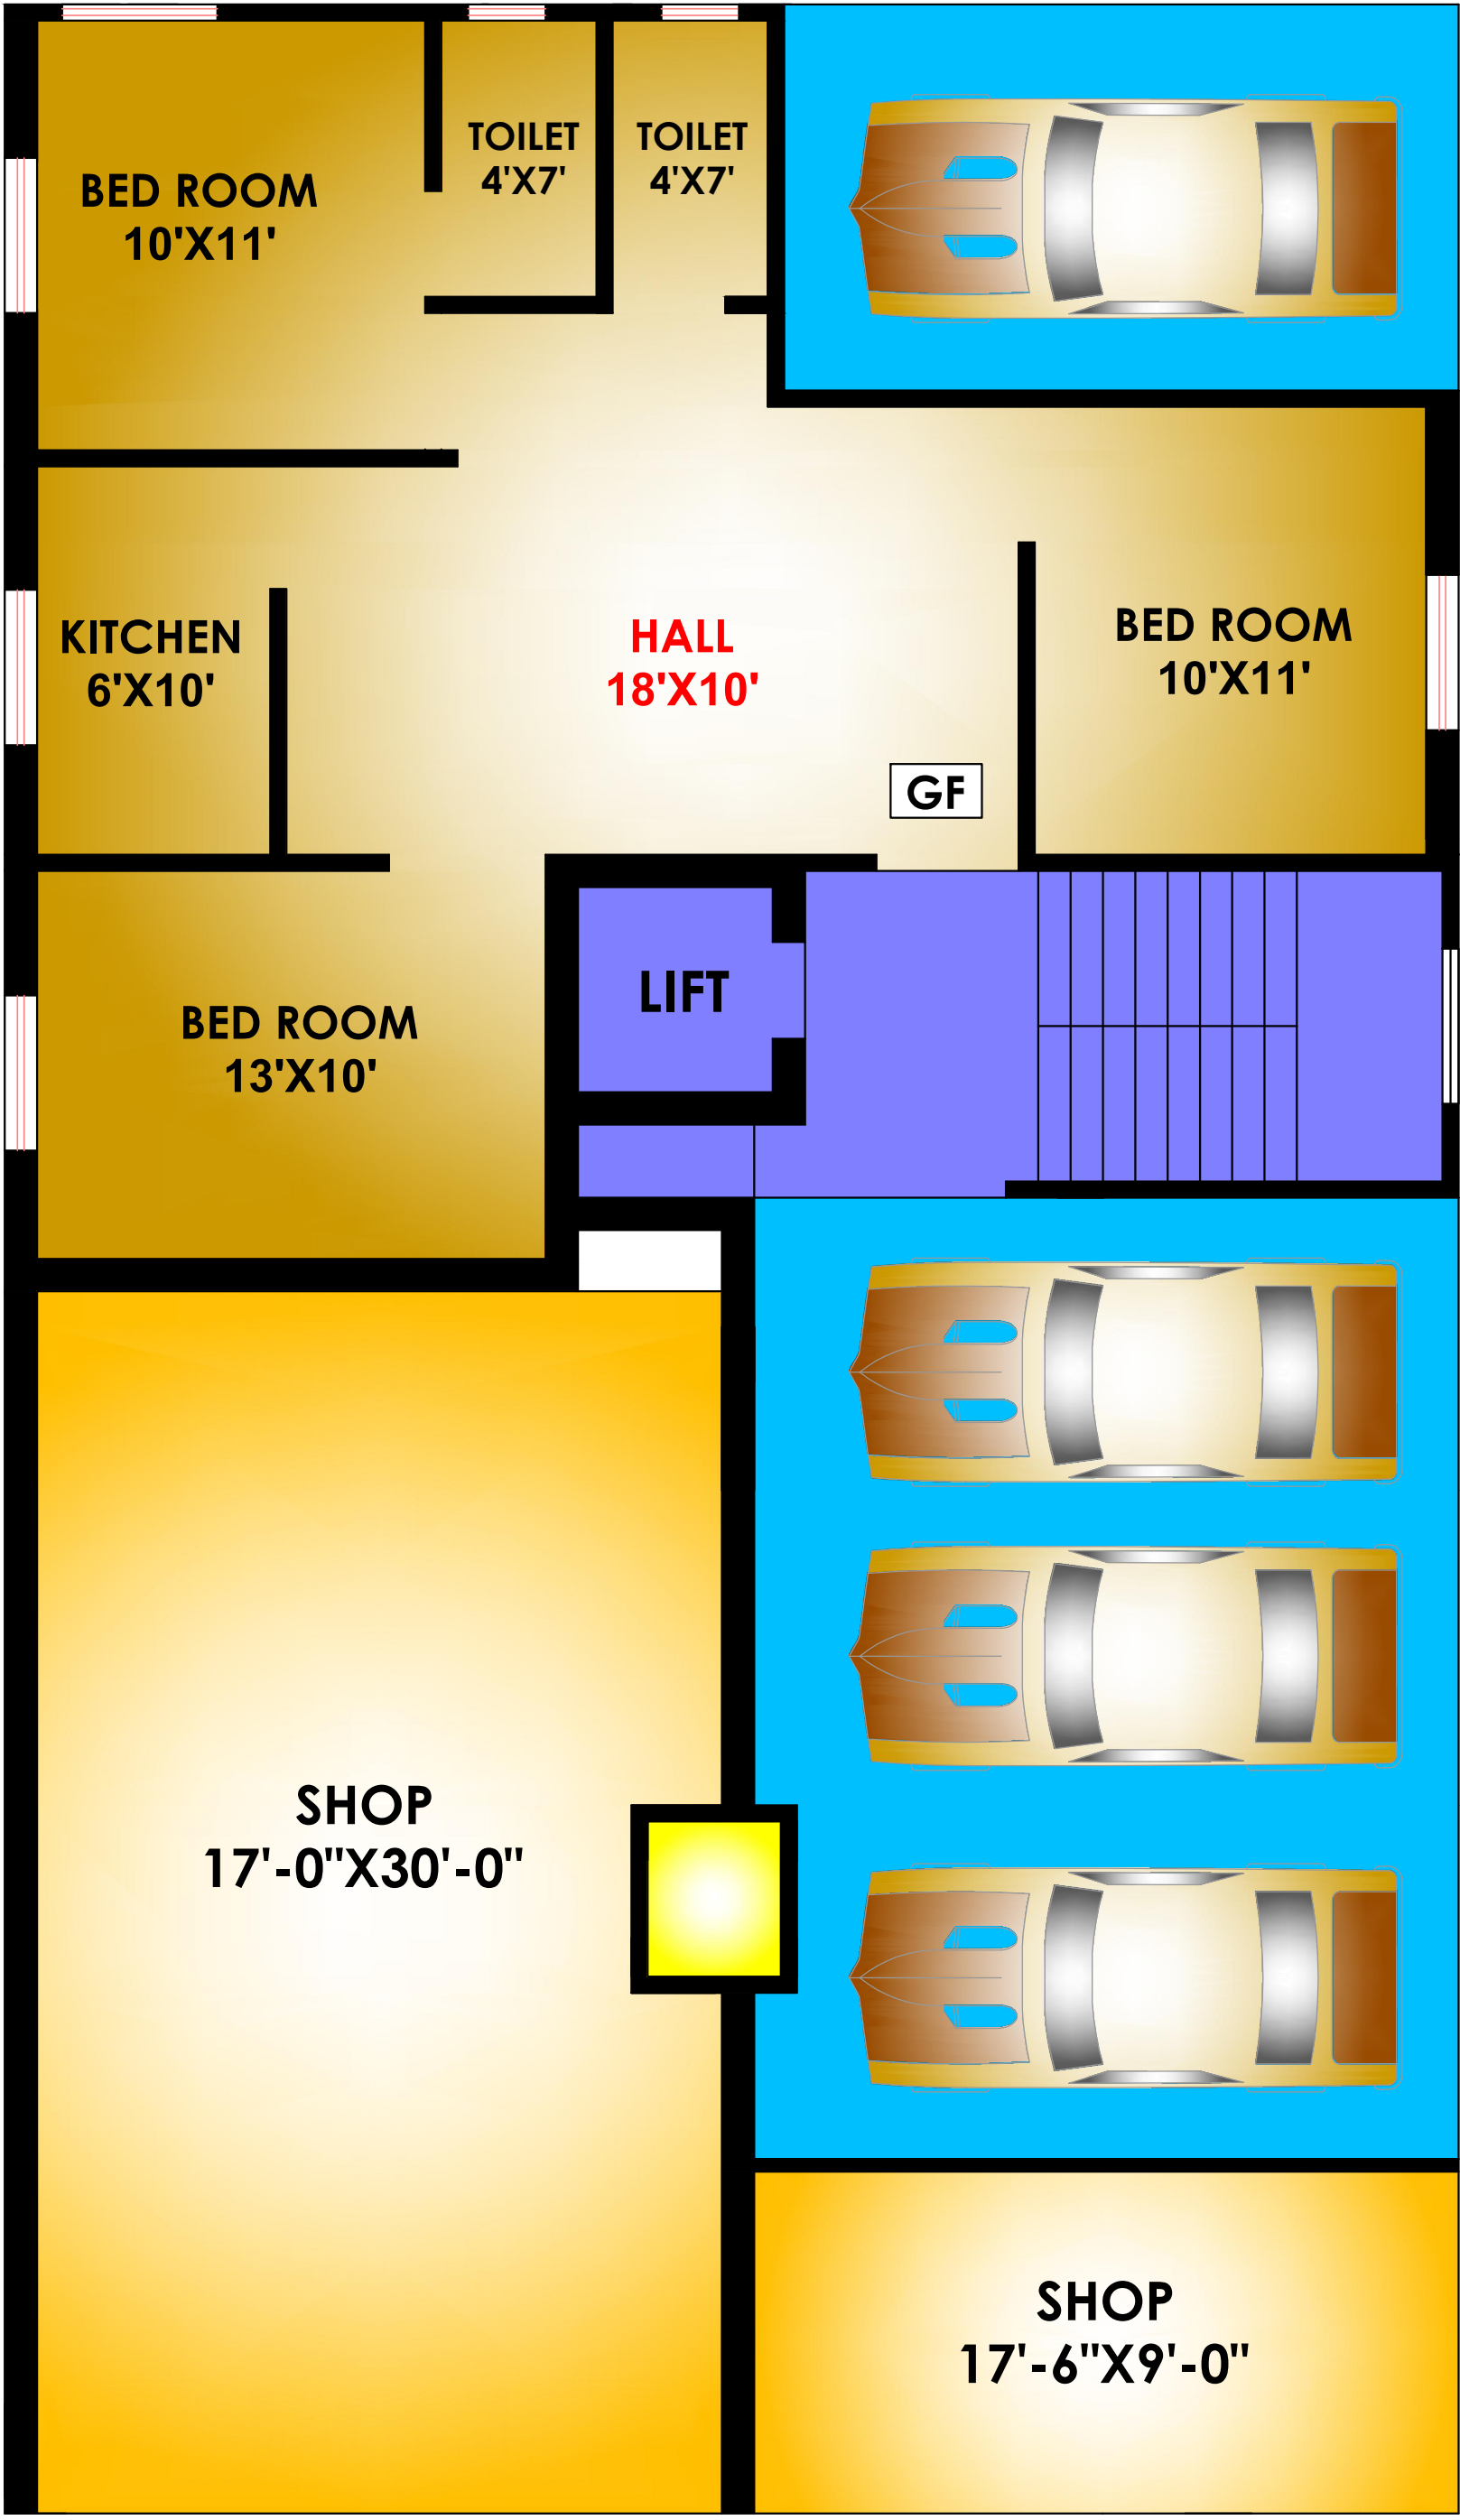 TOILET
4'X7'
TOILET
4'X7'
BED ROOM
10'X11'
KITCHEN
6'X10'
HALL
18'X10'
BED ROOM
10'X11'
GF
LIFT
BED ROOM
13'X10'
SHOP
17'-0"X30'-0"
SHOP
17'-6"X9'-0"